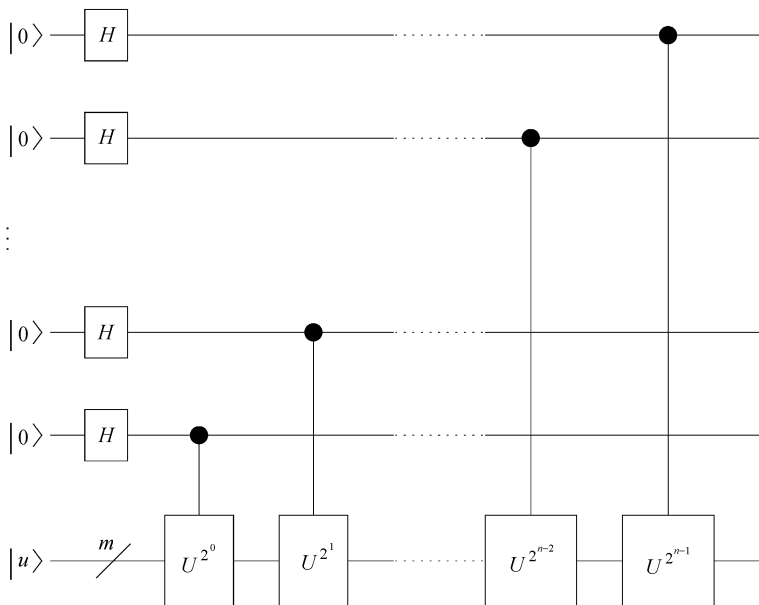 |0⟩ H
|0⟩ H
⋮
|0⟩ H
|0⟩ H
|u⟩ m U^{2^0} U^{2^1} U^{2^{n−2}} U^{2^{n−1}}